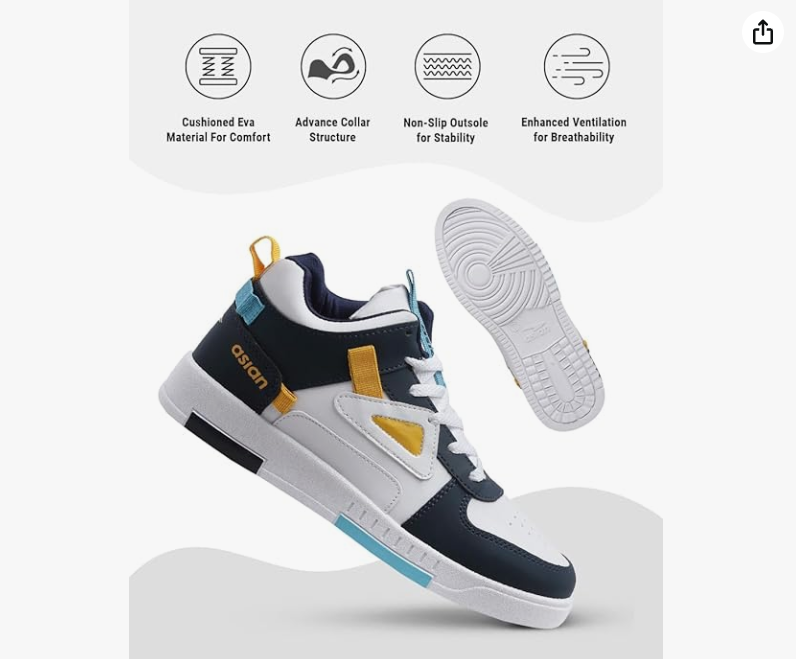 Cushioned Eva
Material For Comfort
Advance Collar
Structure
Non-Slip Outsole
for Stability
Enhanced Ventilation
for Breathability
asian